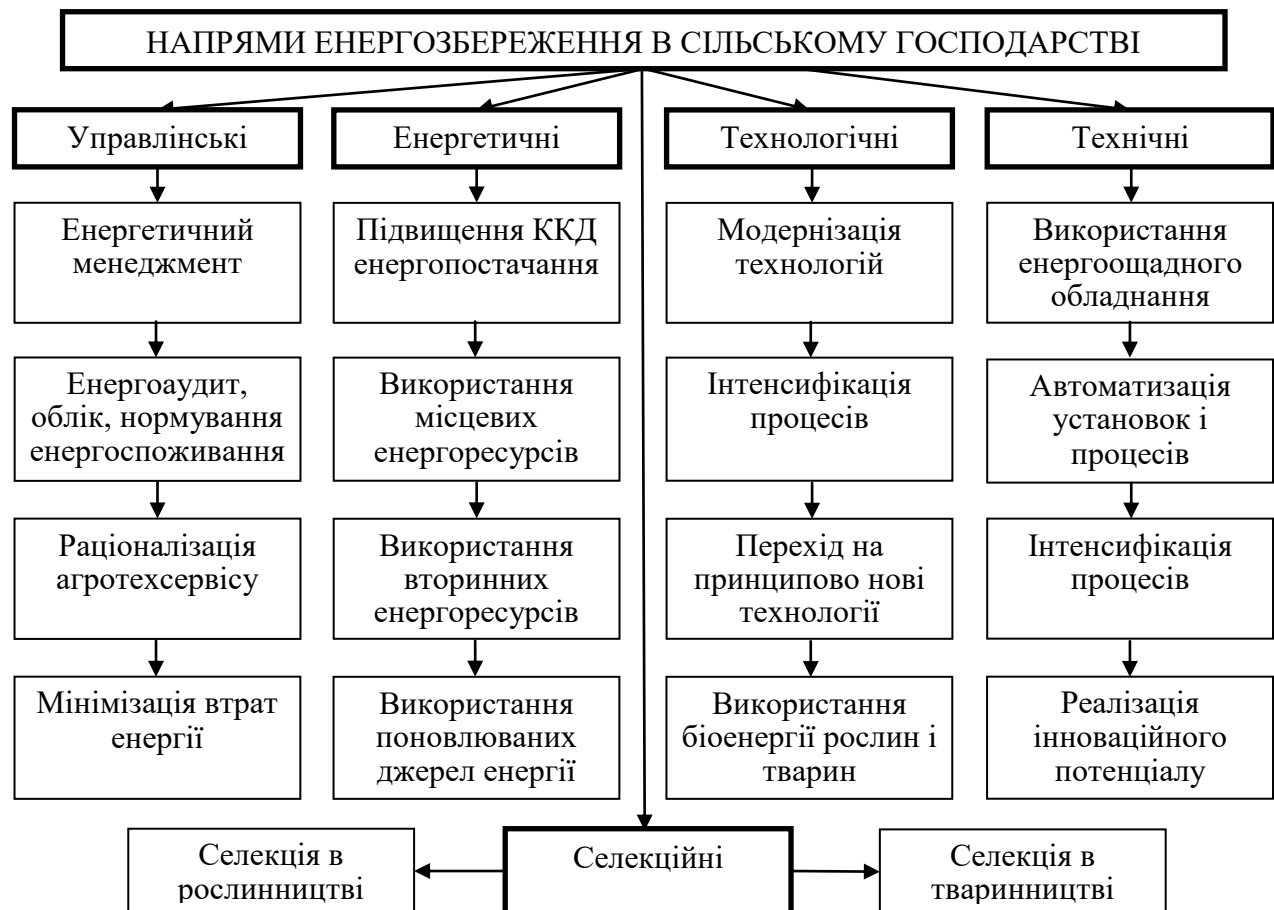 НАПРЯМИ ЕНЕРГОЗБЕРЕЖЕННЯ В СІЛЬСЬКОМУ ГОСПОДАРСТВІ
Управлінські
Енергетичні
Технологічні
Технічні
Енергетичний
менеджмент
Підвищення ККД
енергопостачання
Модернізація
технологій
Використання
енергоощадного
обладнання
Енергоаудит,
облік, нормування
енергоспоживання
Використання
місцевих
енергоресурсів
Інтенсифікація
процесів
Автоматизація
установок і
процесів
Раціоналізація
агротехсервісу
Використання
вторинних
енергоресурсів
Перехід на
принципово нові
технології
Інтенсифікація
процесів
Мінімізація втрат
енергії
Використання
поновлюваних
джерел енергії
Використання
біоенергії рослин і
тварин
Реалізація
інноваційного
потенціалу
Селекція в
рослинництві
Селекційні
Селекція в
тваринництві